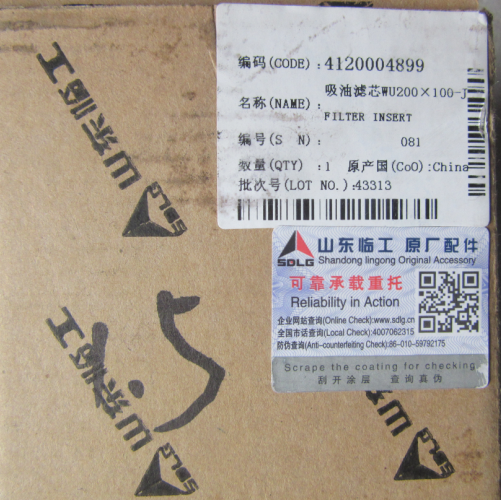 编码(CODE) :4120004899
吸油滤芯WU200×100-J
名称(NAME) :
FILTER INSERT
编号(S N) : 081
数量(QTY) :1 原产国(CoO):China
批次号(LOT NO.) :43313
SDLG
山东临工 原厂配件
Shandong lingong Original Accessory
可靠承载重托
Reliability in Action
企业网站查询(Online Check):www.sdlg.cn
全国市话查询(Local Check):4007062315
防伪查询(Anti-counterfeiting Check):86-010-59792175
Scrape the coating for checking
刮开涂层 查询真伪
山东临工
SDLG
山东临工
SDLG
山东
SDLG
1.5